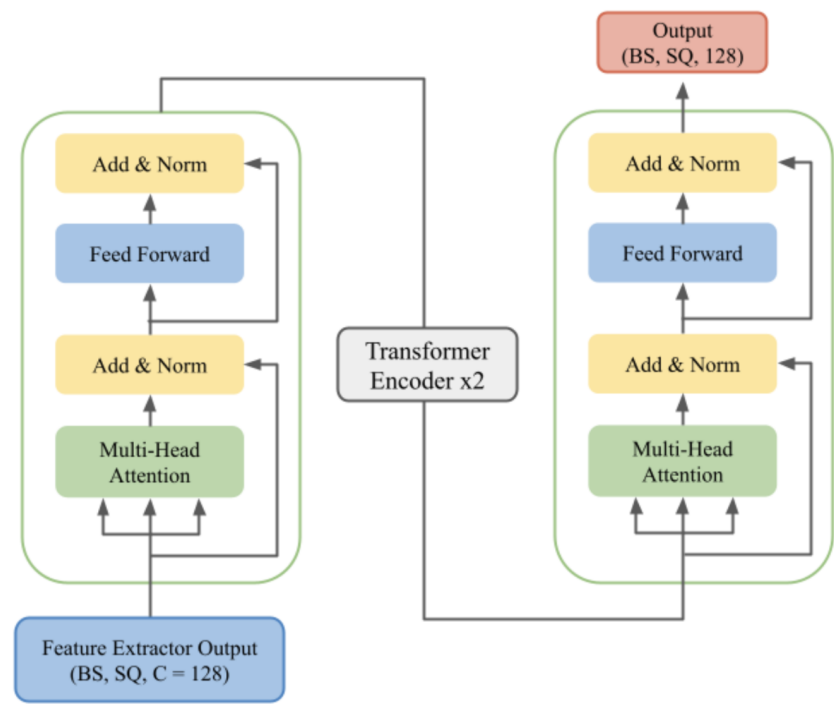 Output
(BS, SQ, 128)
Add & Norm
Feed Forward
Add & Norm
Multi-Head
Attention
Feature Extractor Output
(BS, SQ, C = 128)
Transformer
Encoder x2
Add & Norm
Feed Forward
Add & Norm
Multi-Head
Attention